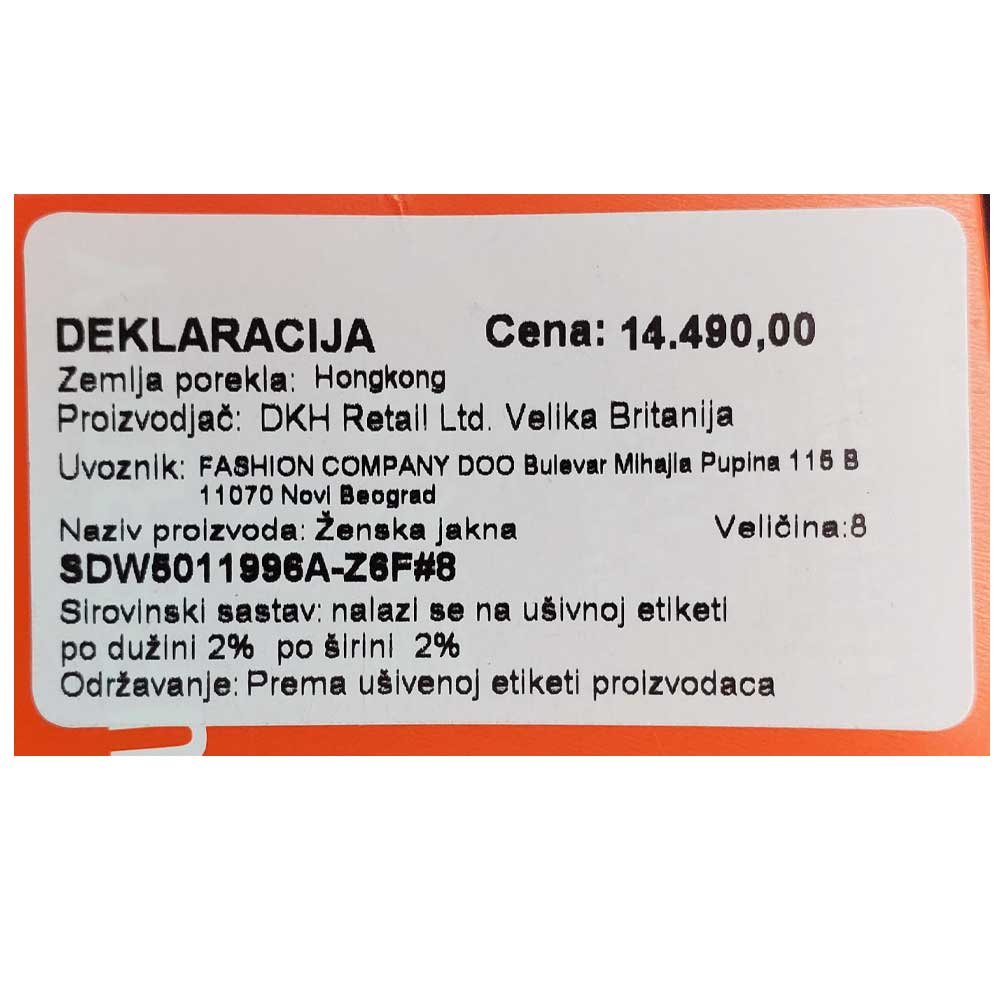 DEKLARACIJA Cena: 14.490,00
Zemlja porekla: Hongkong
Proizvodjač: DKH Retail Ltd. Velika Britanija
Uvoznik: FASHION COMPANY DOO Bulevar Mihajla Pupina 115 B
11070 Novi Beograd
Naziv proizvoda: Ženska jakna Veličina:8
SDW5011996A-Z6F#8
Sirovinski sastav: nalazi se na ušivnoj etiketi
po dužini 2% po širini 2%
Održavanje: Prema ušivenoj etiketi proizvodaca